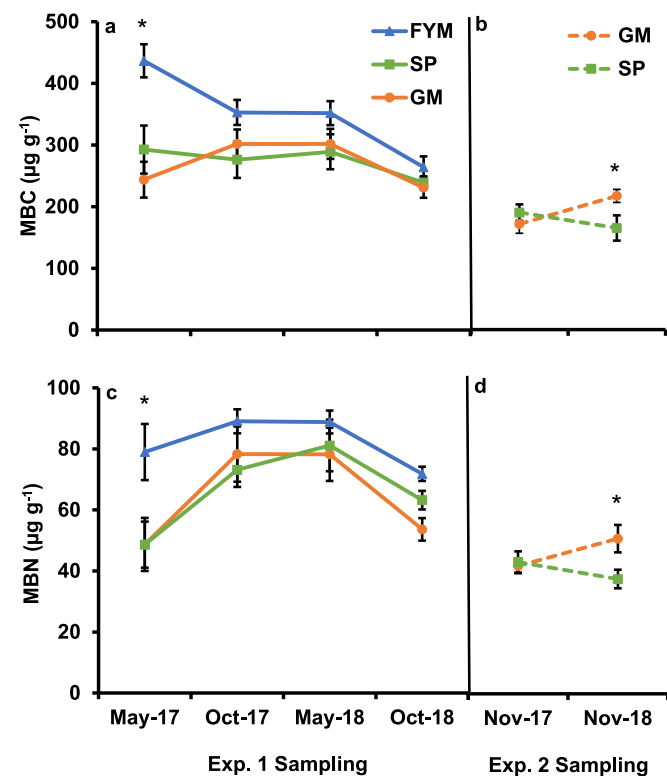 a
*
FYM
SP
GM
b
GM
SP
*
500
400
300
200
100
0
MBC (µg g⁻¹)
c
*
d
*
100
80
60
40
20
0
MBN (µg g⁻¹)
May-17 Oct-17 May-18 Oct-18 Nov-17 Nov-18
Exp. 1 Sampling Exp. 2 Sampling